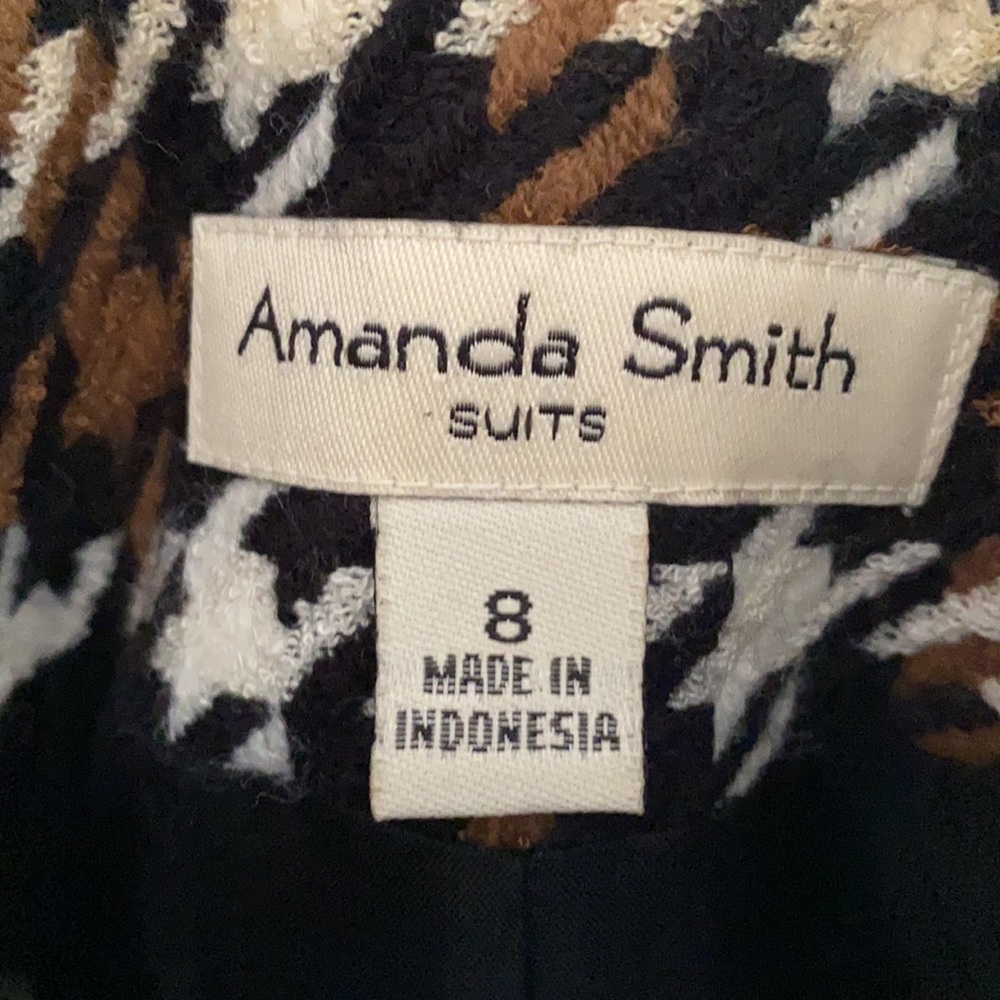 Amanda Smith
SUITS
8
MADE IN
INDONESIA